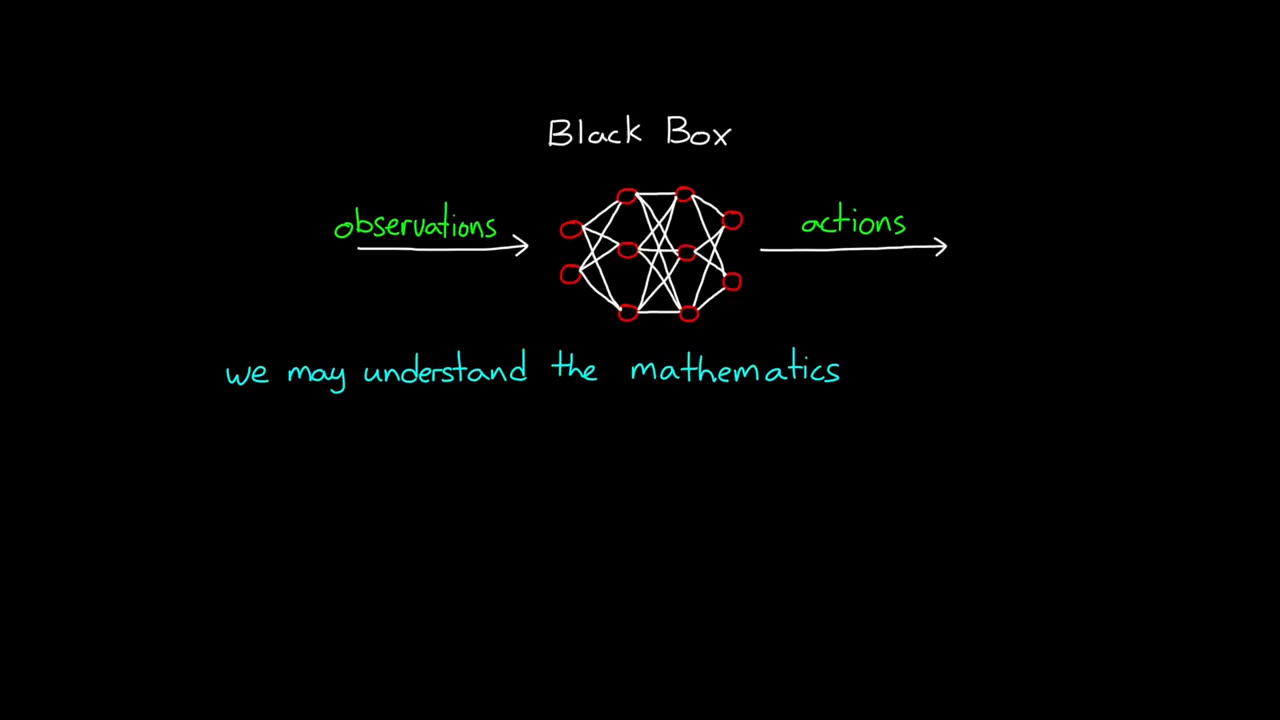 Black Box
observations
actions
we may understand the mathematics